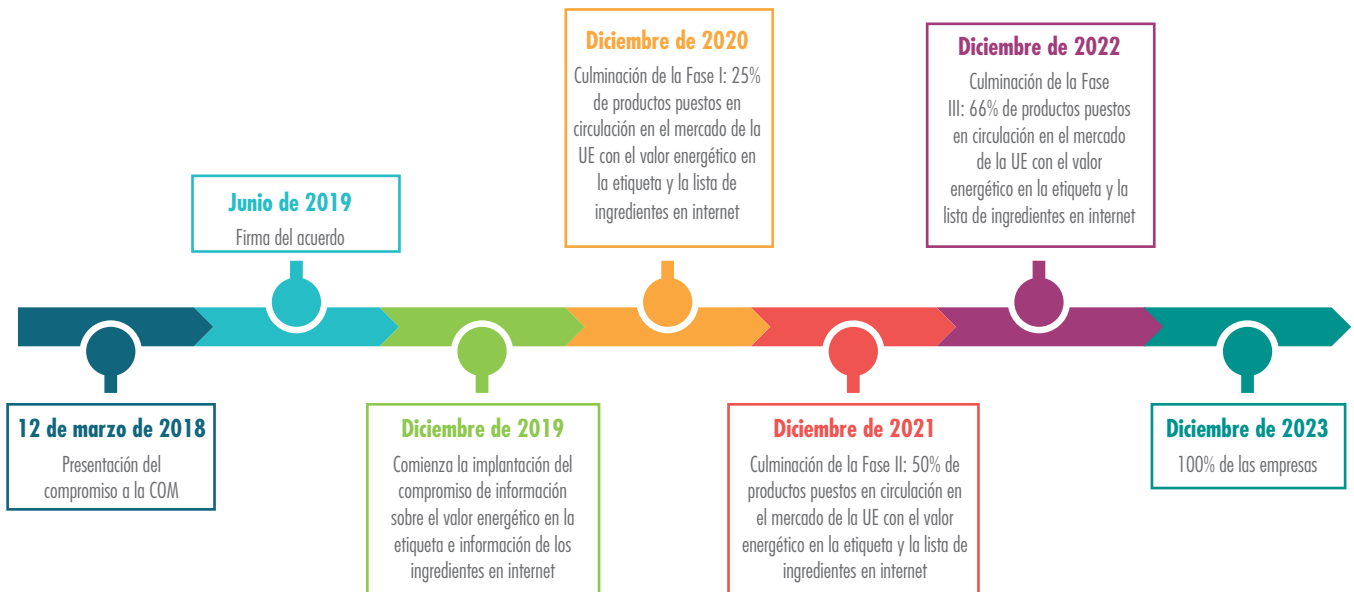 12 de marzo de 2018
Presentación del
compromiso a la COM
Junio de 2019
Firma del acuerdo
Diciembre de 2019
Comienza la implantación del
compromiso de información
sobre el valor energético en la
etiqueta e información de los
ingredientes en internet
Diciembre de 2020
Culminación de la Fase I: 25%
de productos puestos en
circulación en el mercado de la
UE con el valor energético en
la etiqueta y la lista de
ingredientes en internet
Diciembre de 2021
Culminación de la Fase II: 50% de
productos puestos en circulación en
el mercado de la UE con el valor
energético en la etiqueta y la lista de
ingredientes en internet
Diciembre de 2022
Culminación de la Fase
III: 66% de productos puestos
en circulación en el mercado
de la UE con el valor
energético en la etiqueta y la
lista de ingredientes en internet
Diciembre de 2023
100% de las empresas